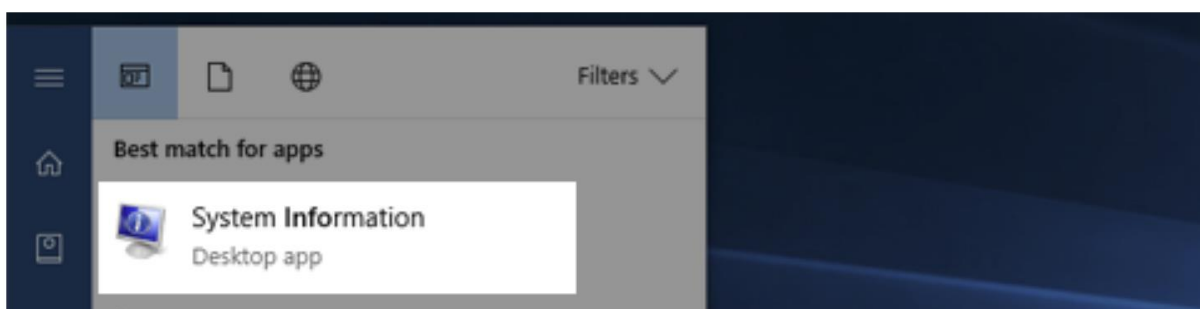 Filters
Best match for apps
System Information
Desktop app